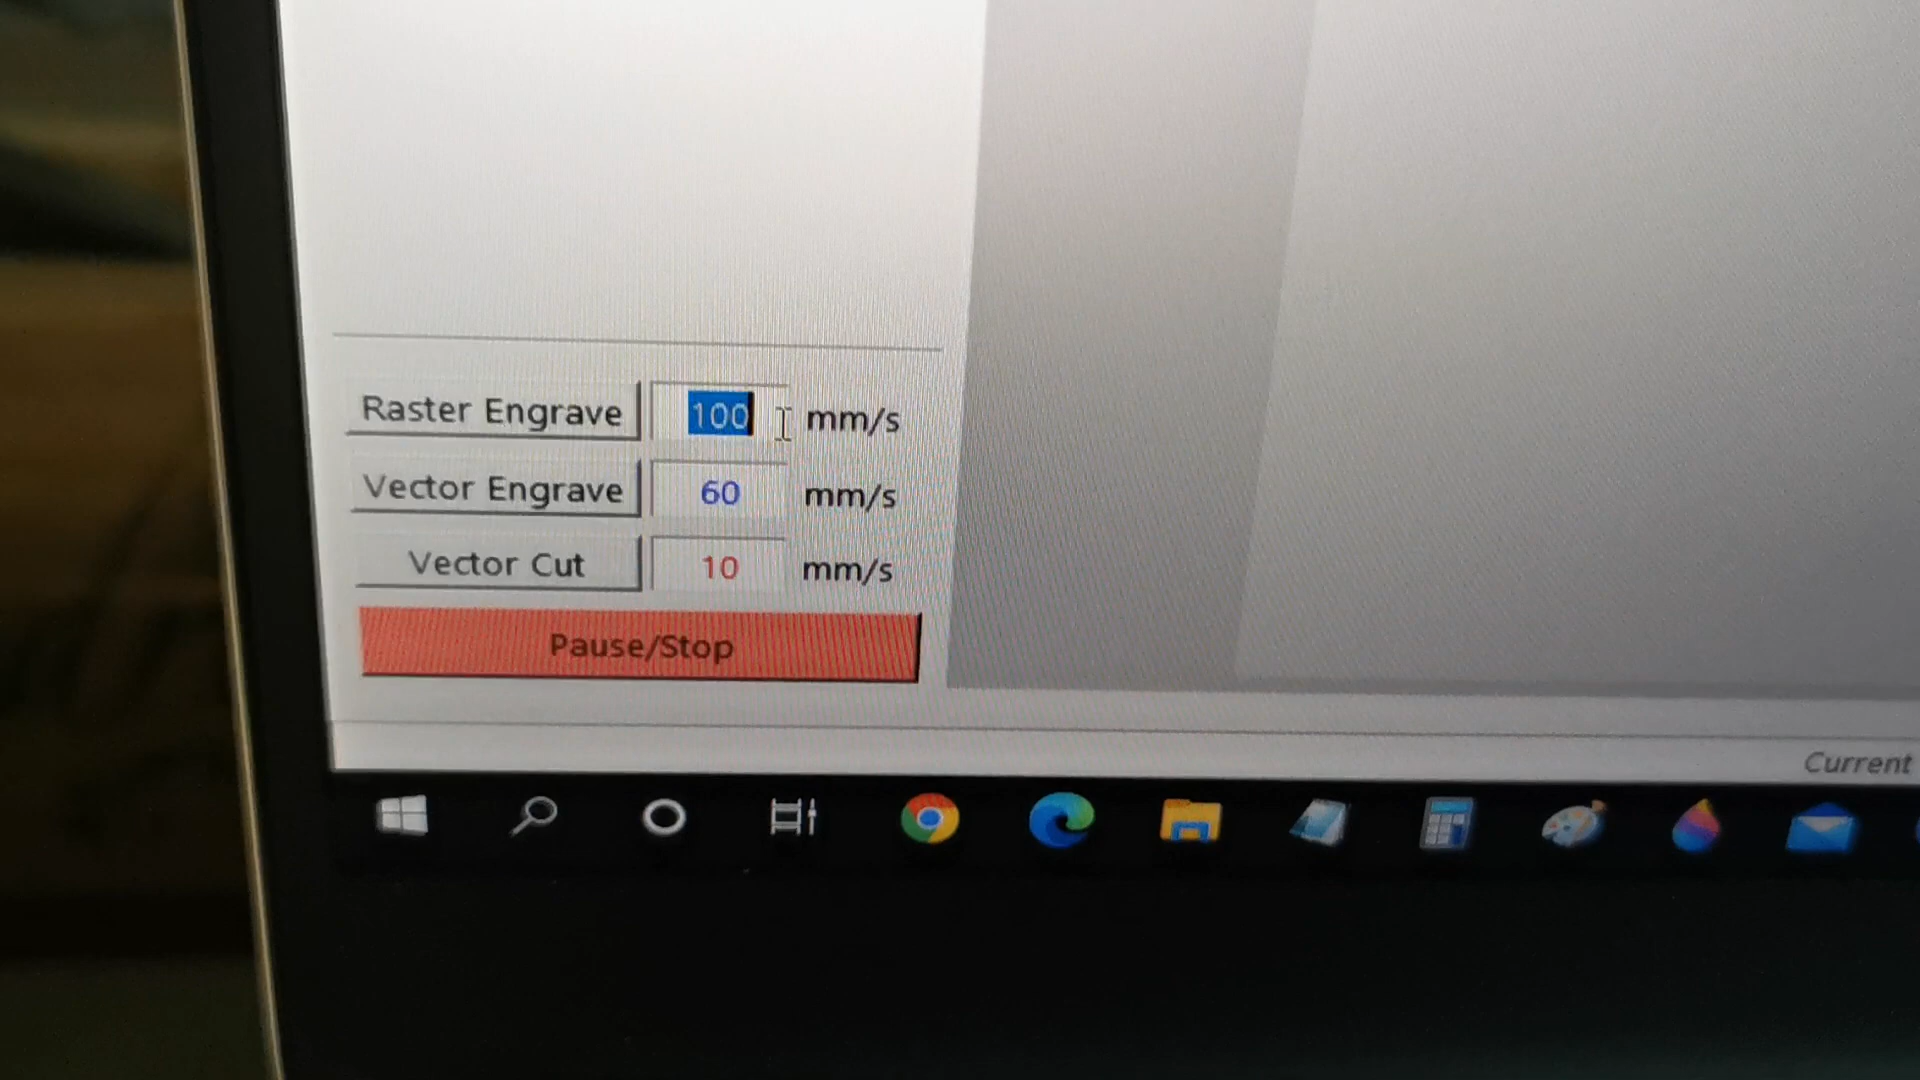 Raster Engrave 100 mm/s
Vector Engrave 60 mm/s
Vector Cut 10 mm/s
Pause/Stop
Current